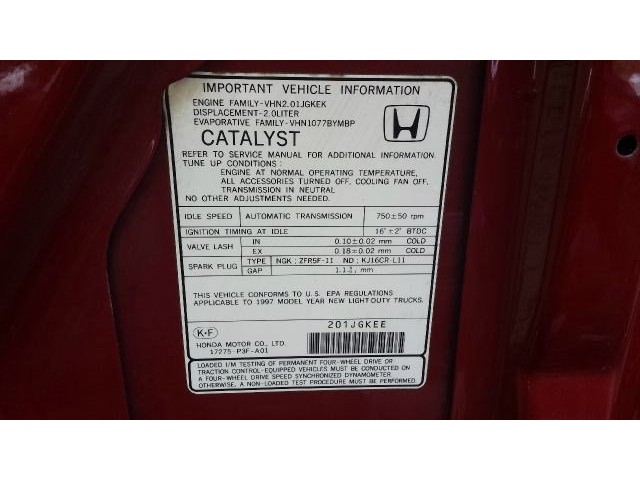 IMPORTANT VEHICLE INFORMATION
ENGINE FAMILY-VHN2.01JGKEK
DISPLACEMENT-2.0LITER
EVAPORATIVE FAMILY-VHN1077BYMBP
CATALYST
REFER TO SERVICE MANUAL FOR ADDITIONAL INFORMATION.
TUNE UP CONDITIONS:
ENGINE AT NORMAL OPERATING TEMPERATURE,
ALL ACCESSORIES TURNED OFF, COOLING FAN OFF.
TRANSMISSION IN NEUTRAL
NO OTHER ADJUSTMENTS NEEDED.
IDLE SPEED AUTOMATIC TRANSMISSION 750±50 rpm
IGNITION TIMING AT IDLE 16°±2° BTDC
VALVE LASH IN 0.10±0.02 mm COLD
EX 0.18±0.02 mm COLD
SPARK PLUG TYPE NGK : ZFR5F-11 ND : KJ16CR-L11
GAP 1.1 mm
THIS VEHICLE CONFORMS TO U.S. EPA REGULATIONS
APPLICABLE TO 1997 MODEL YEAR NEW LIGHT-DUTY TRUCKS.
201JGKEE
K-F
HONDA MOTOR CO., LTD.
17275-P3F-A01
LOADED I/M TESTING OF PERMANENT FOUR-WHEEL DRIVE OR
TRACTION CONTROL-EQUIPPED VEHICLES MUST BE CONDUCTED ON
A FOUR-WHEEL DRIVE SPEED SYNCHRONIZED DYNAMOMETER
OTHERWISE, A NON-LOADED TEST PROCEDURE MUST BE PERFORMED.